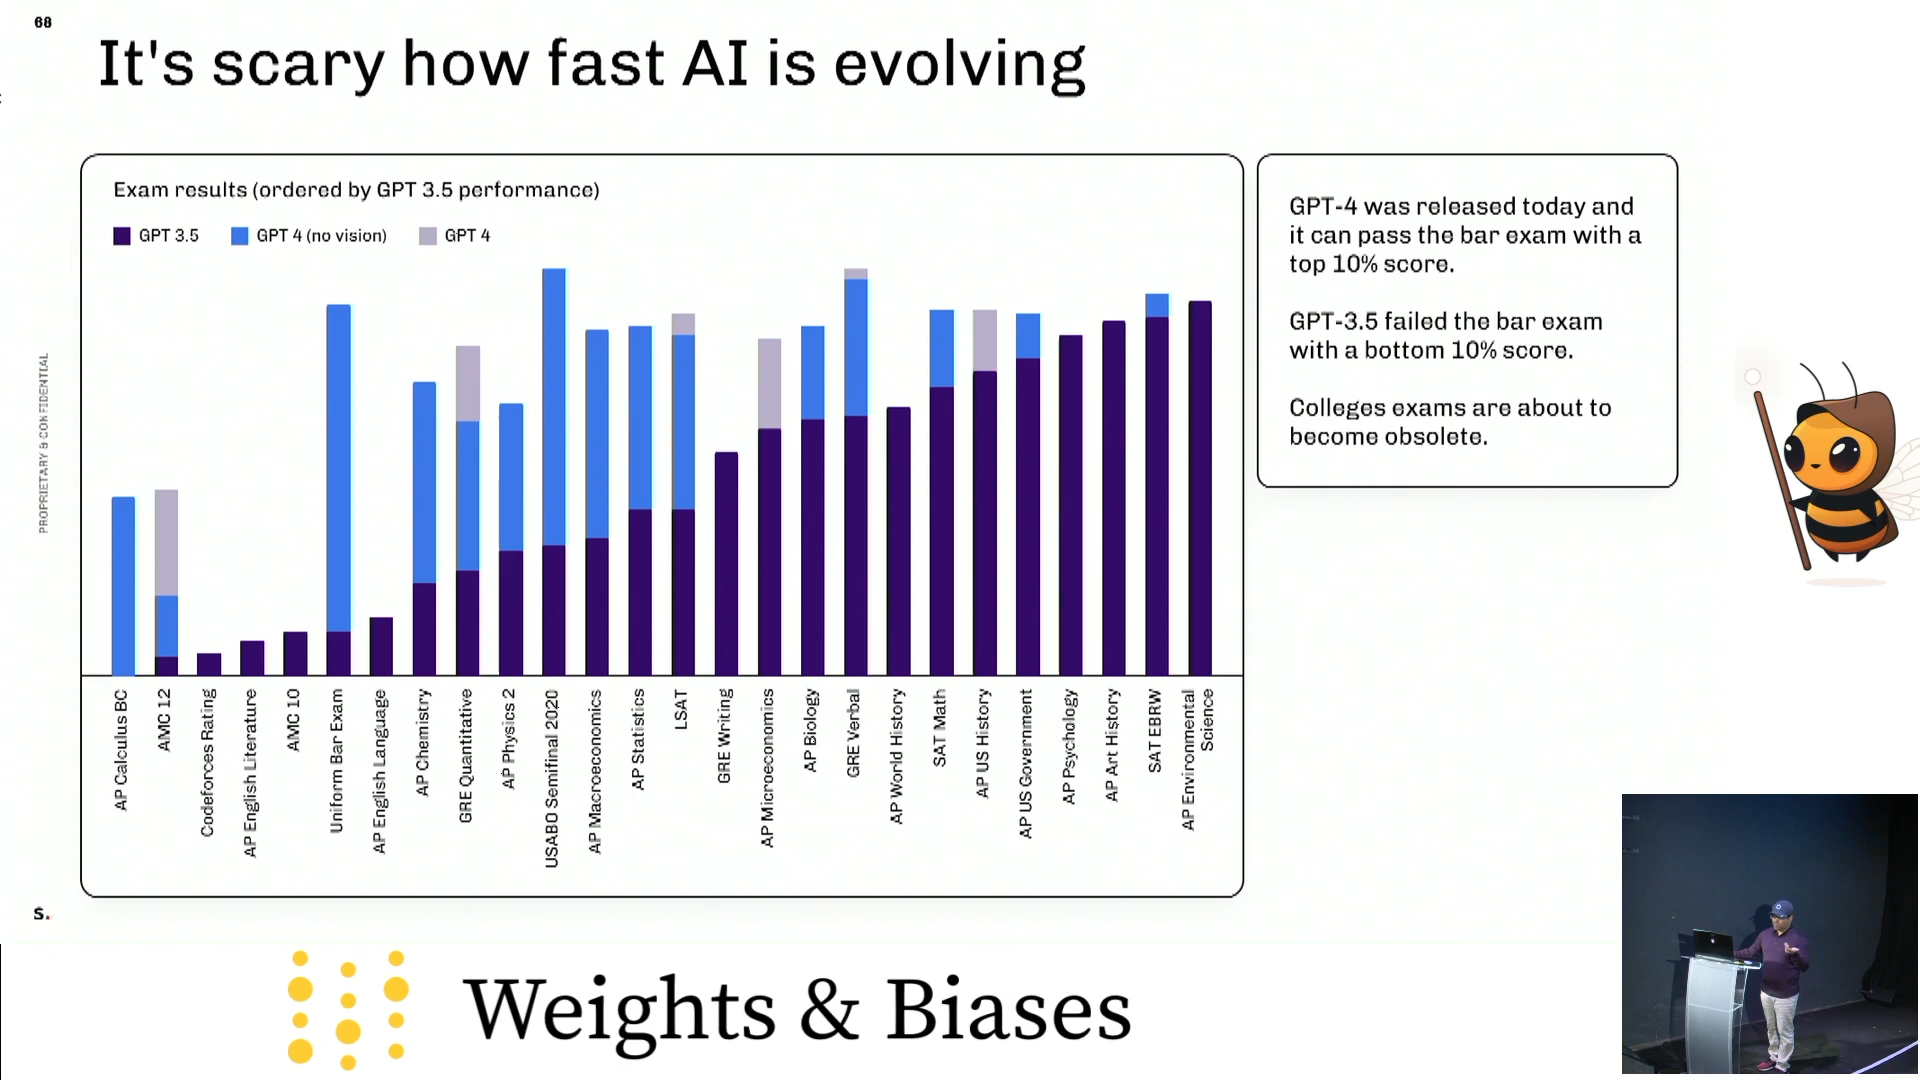 68
It's scary how fast AI is evolving
PROPRIETARY & CONFIDENTIAL
Exam results (ordered by GPT 3.5 performance)
GPT 3.5
GPT 4 (no vision)
GPT 4
AP Calculus BC
AMC 12
Codeforces Rating
AP English Literature
AMC 10
Uniform Bar Exam
AP English Language
AP Chemistry
GRE Quantitative
AP Physics 2
USABO Semifinal 2020
AP Macroeconomics
AP Statistics
LSAT
GRE Writing
AP Microeconomics
AP Biology
GRE Verbal
AP World History
SAT Math
AP US History
AP US Government
AP Psychology
AP Art History
SAT EBRW
AP Environmental
Science
GPT-4 was released today and
it can pass the bar exam with a
top 10% score.
GPT-3.5 failed the bar exam
with a bottom 10% score.
Colleges exams are about to
become obsolete.
S.
Weights & Biases